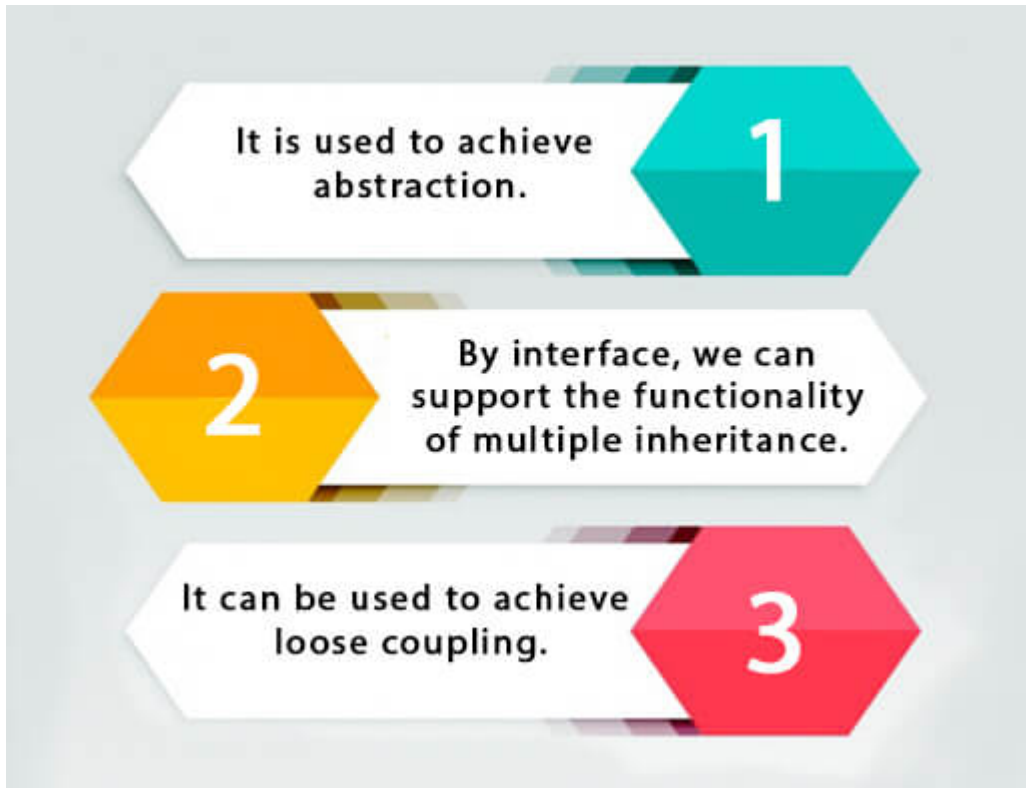 It is used to achieve
abstraction.
1
2
By interface, we can
support the functionality
of multiple inheritance.
It can be used to achieve
loose coupling.
3